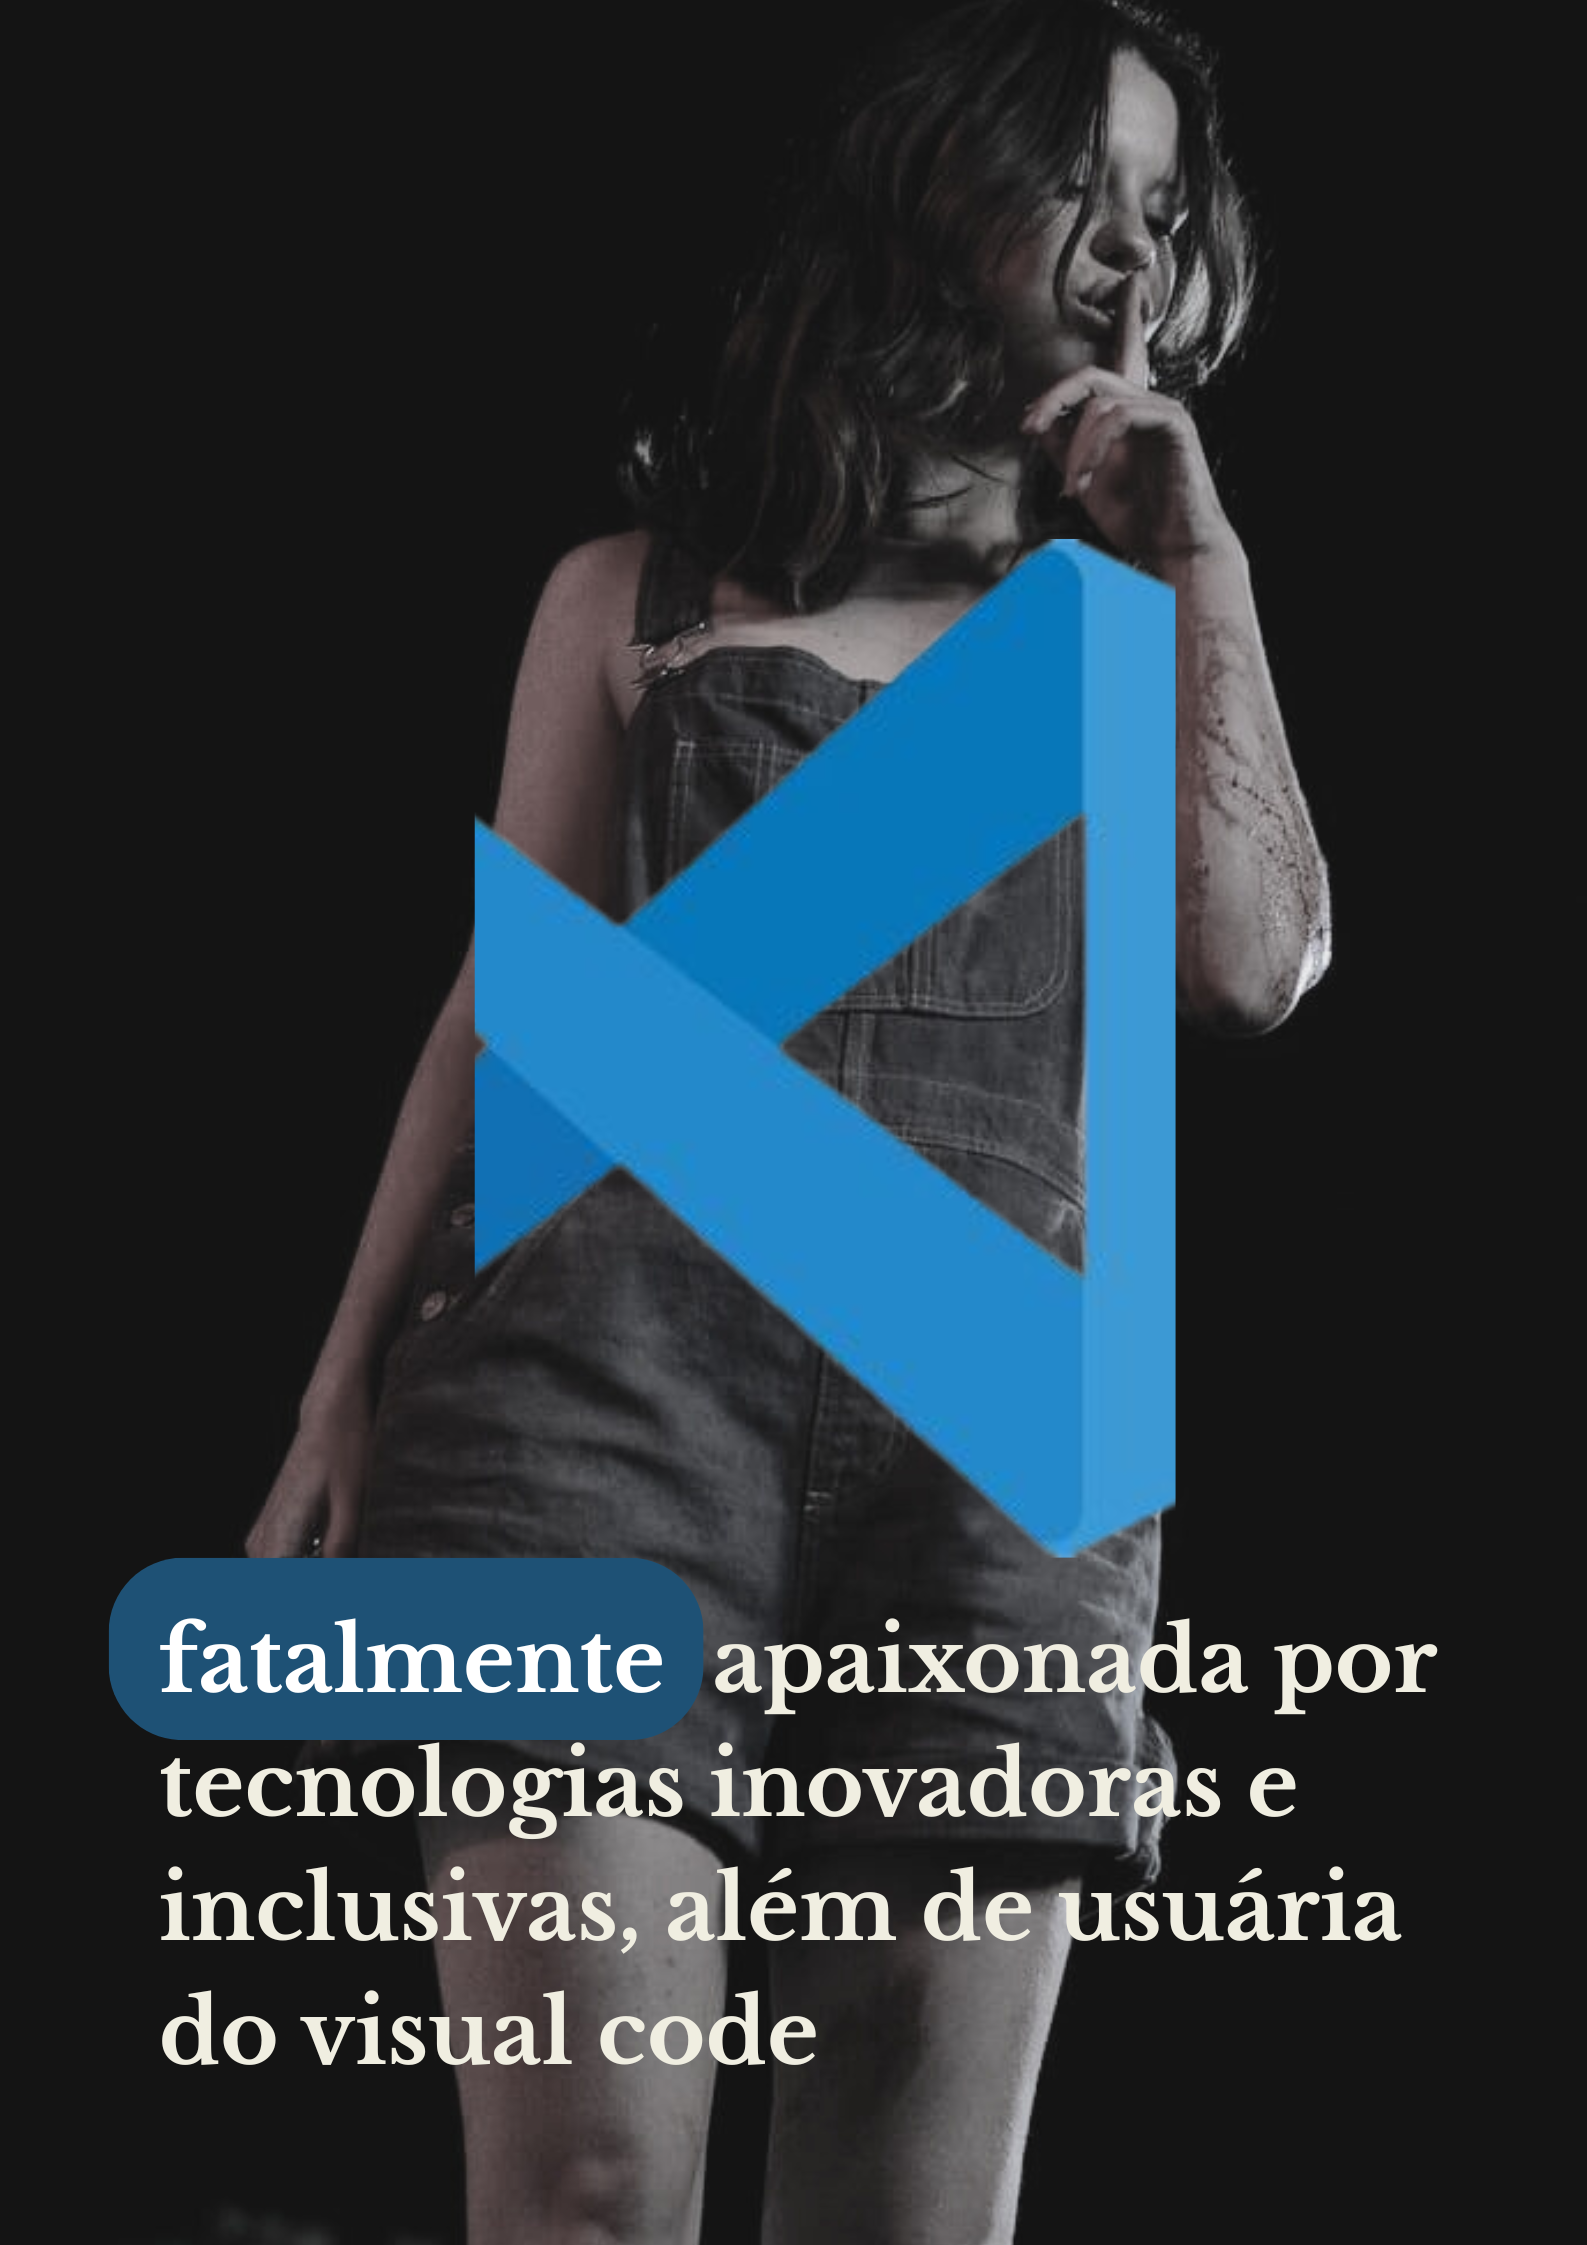 fatalmente apaixonada por
tecnologias inovadoras e
inclusivas, além de usuária
do visual code